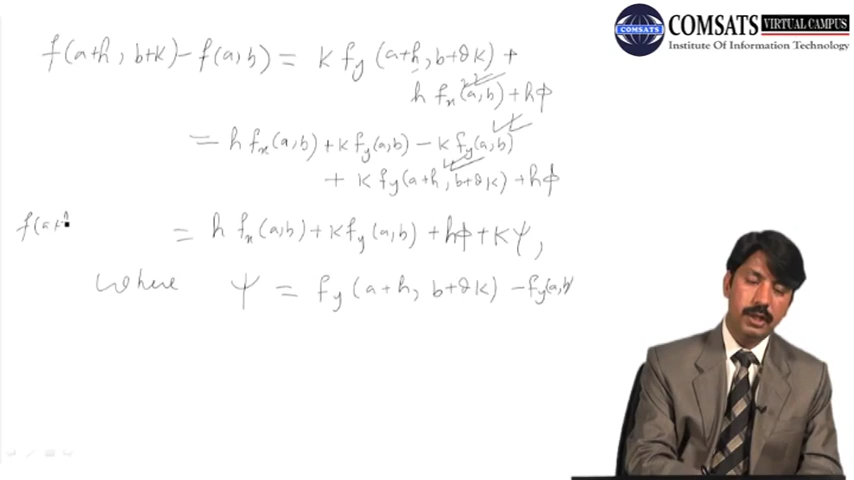 COMSATS VIRTUAL CAMPUS
Institute Of Information Technology
f(a+h, b+k) - f(a,b) = k fy (a+h, b+θk) +
h fx(a,b) + hϕ
= h fx(a,b) + k fy(a,b) - k fy(a,b)
+ k fy(a+h, b+θk) + hϕ
f(a+h
= h fx(a,b) + k fy(a,b) + hϕ + kψ,
where ψ = fy (a+h, b+θk) - fy(a,b)